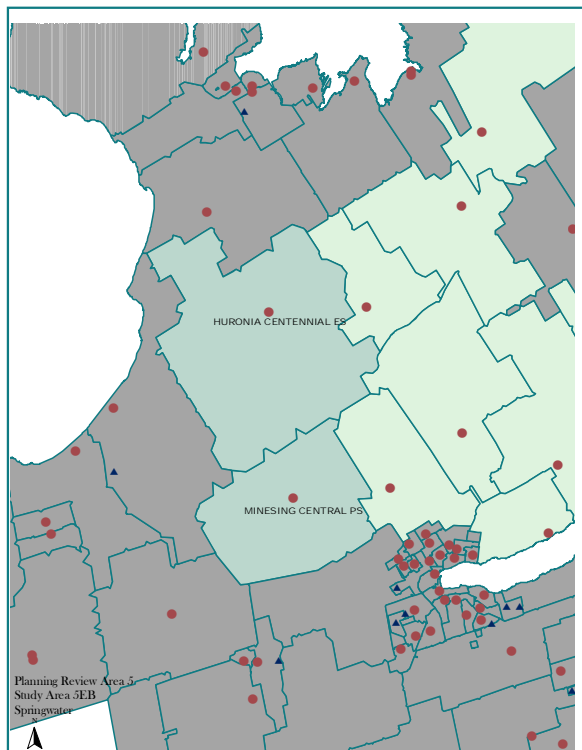 HURONIA CENTENNIAL ES
MINESING CENTRAL PS
Planning Review Area 5
Study Area 5EB
Springwater
N